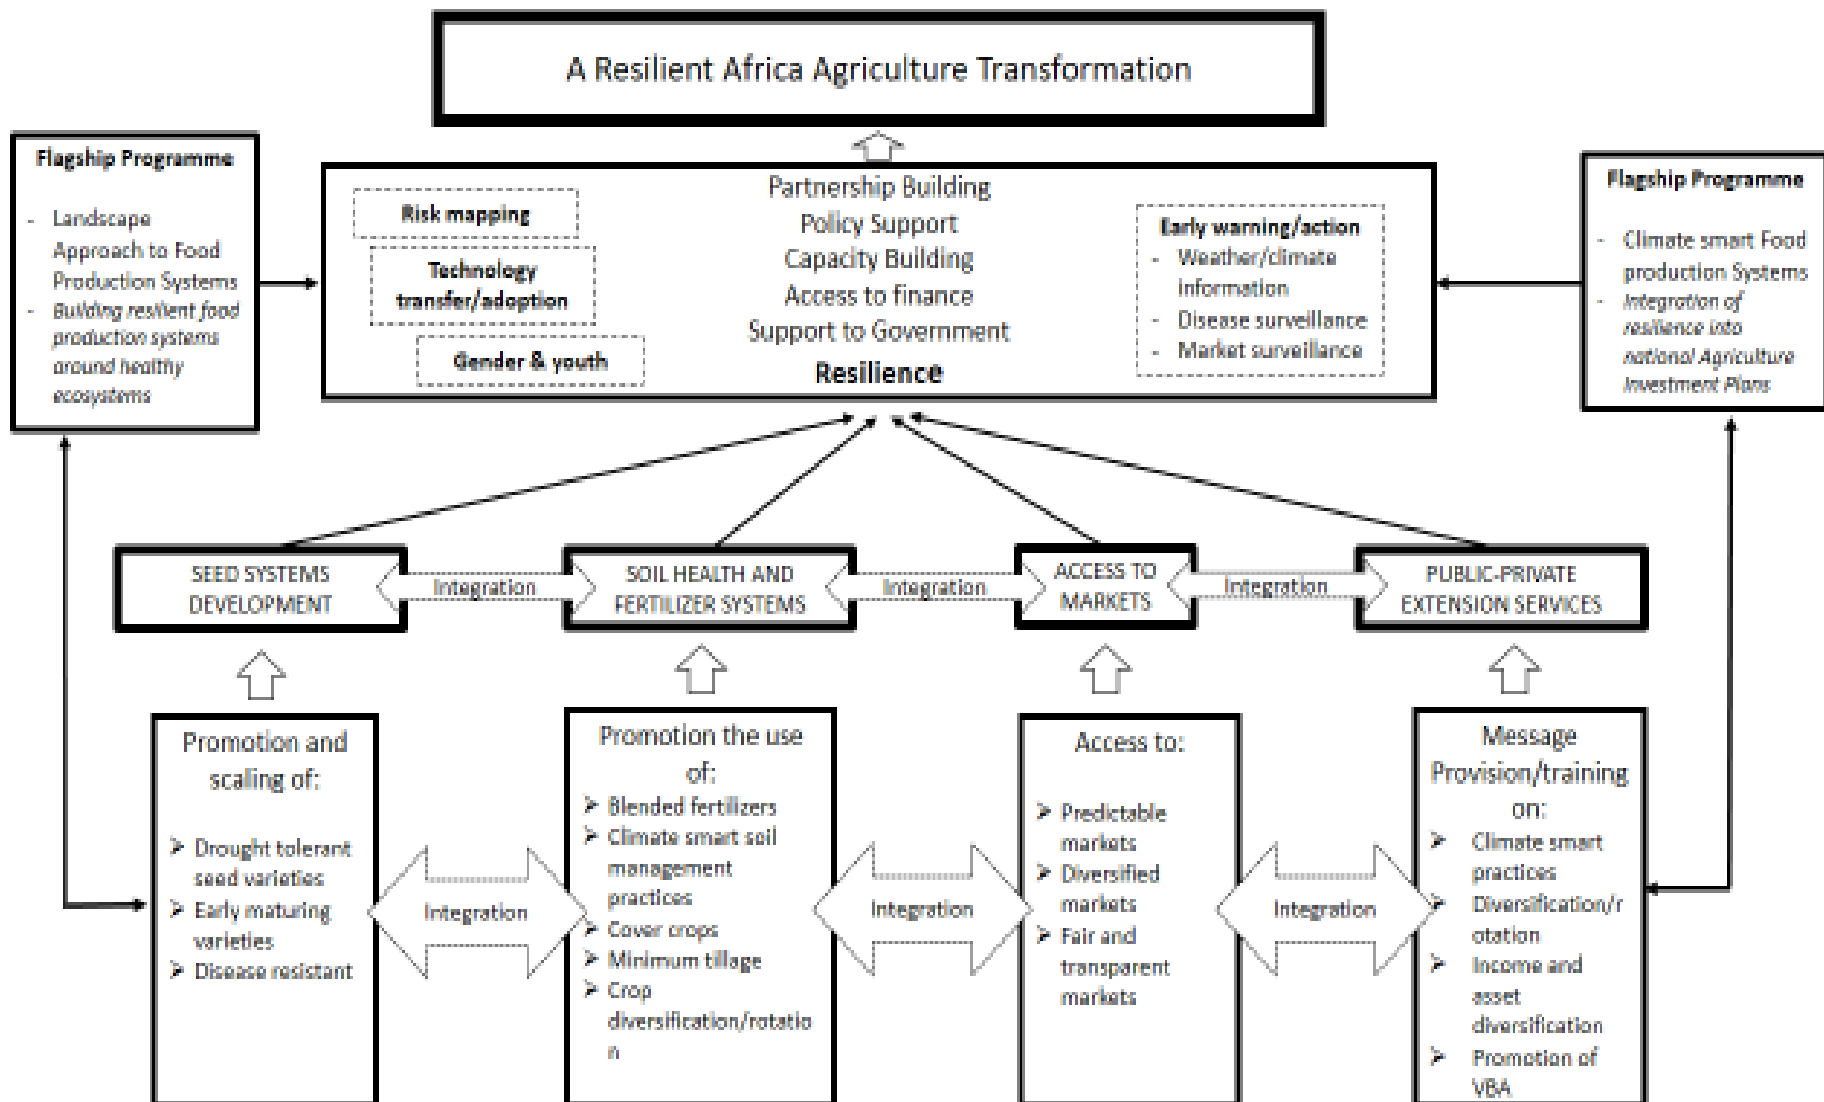 A Resilient Africa Agriculture Transformation
Flagship Programme
- Landscape
Approach to Food
Production Systems
- Building resilient food
production systems
around healthy
ecosystems
Risk mapping
Technology
transfer/adoption
Gender & youth
Partnership Building
Policy Support
Capacity Building
Access to finance
Support to Government
Resilience
Early warning/action
- Weather/climate
information
- Disease surveillance
- Market surveillance
Flagship Programme
- Climate smart Food
production Systems
- Integration of
resilience into
national Agriculture
Investment Plans
SEED SYSTEMS
DEVELOPMENT
Integration
SOIL HEALTH AND
FERTILIZER SYSTEMS
Integration
ACCESS TO
MARKETS
Integration
PUBLIC-PRIVATE
EXTENSION SERVICES
Promotion and
scaling of:
➢ Drought tolerant
seed varieties
➢ Early maturing
varieties
➢ Disease resistant
Integration
Promotion the use
of:
➢ Blended fertilizers
➢ Climate smart soil
management
practices
➢ Cover crops
➢ Minimum tillage
➢ Crop
diversification/rotatio
n
Integration
Access to:
➢ Predictable
markets
➢ Diversified
markets
➢ Fair and
transparent
markets
Integration
Message
Provision/training
on:
➢ Climate smart
practices
➢ Diversification/r
otation
➢ Income and
asset
diversification
➢ Promotion of
VBA